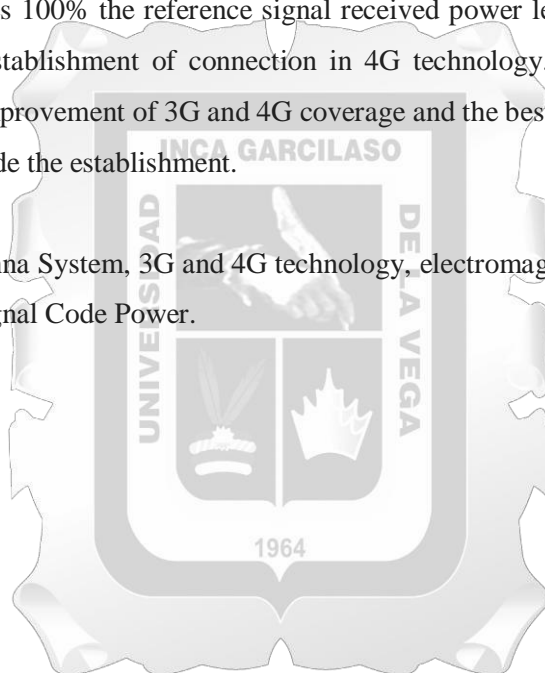 s 100% the reference signal received power le
stablishment of connection in 4G technology.
provement of 3G and 4G coverage and the best
de the establishment.
INCA GARCILASO
UNIVERSIDAD
DE LA VEGA
na System, 3G and 4G technology, electromag
gnal Code Power.
1964